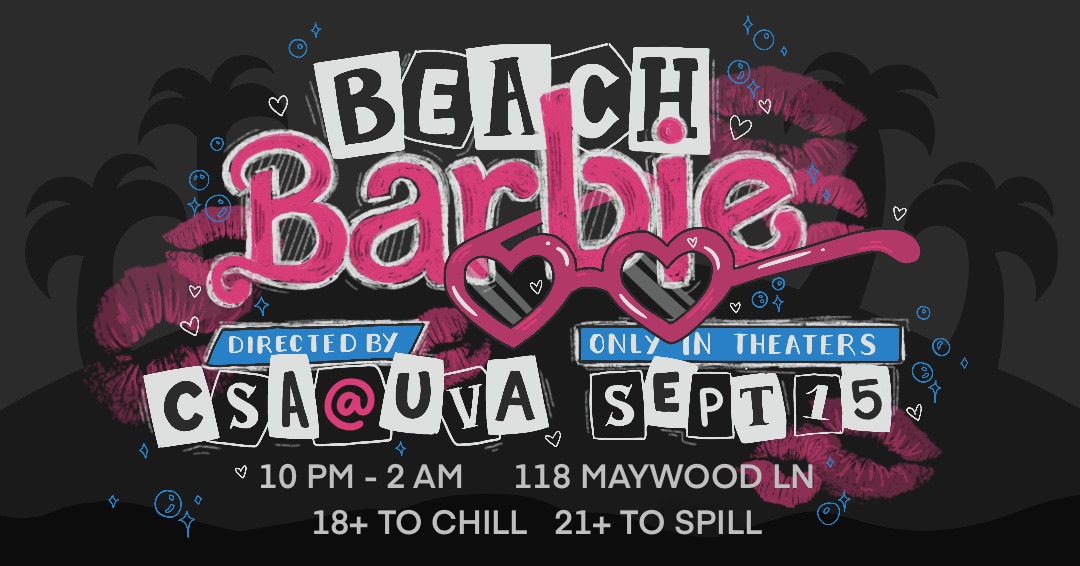 BEACH
Barbie
DIRECTED BY
CSA@UVA
ONLY IN THEATERS
SEPT 15
10 PM - 2 AM 118 MAYWOOD LN
18+ TO CHILL 21+ TO SPILL